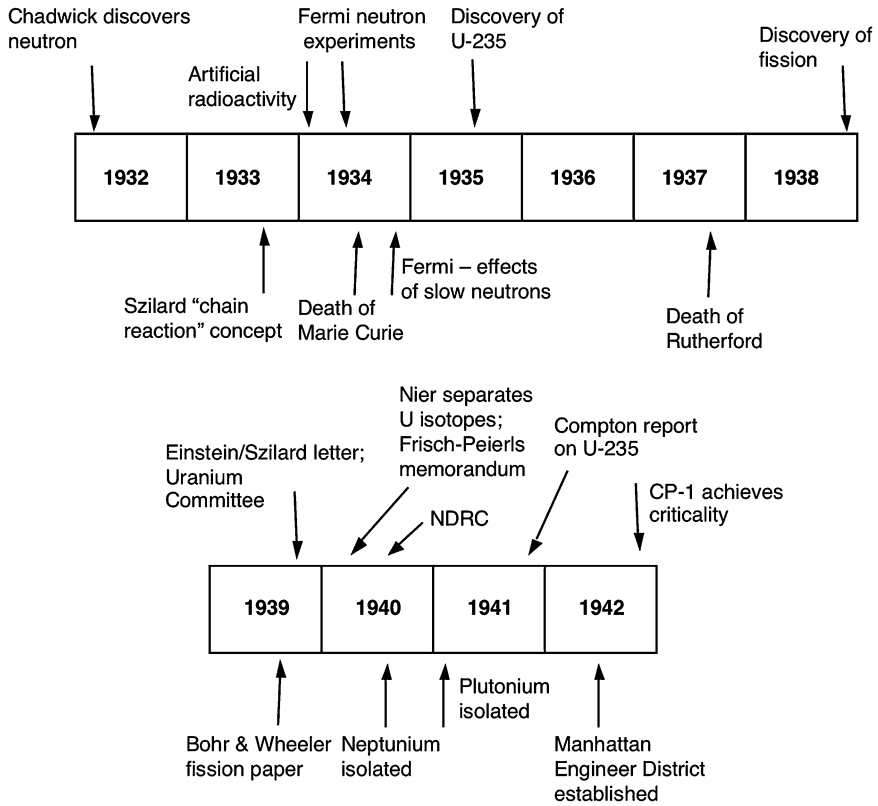 Chadwick discovers
neutron
Artificial
radioactivity
Fermi neutron
experiments
Discovery of
U-235
Discovery of
fission
1932
1933
1934
1935
1936
1937
1938
Szilard “chain
reaction” concept
Death of
Marie Curie
Fermi – effects
of slow neutrons
Death of
Rutherford
Einstein/Szilard letter;
Uranium
Committee
Nier separates
U isotopes;
Frisch-Peierls
memorandum
NDRC
Compton report
on U-235
CP-1 achieves
criticality
1939
1940
1941
1942
Bohr & Wheeler
fission paper
Neptunium
isolated
Plutonium
isolated
Manhattan
Engineer District
established